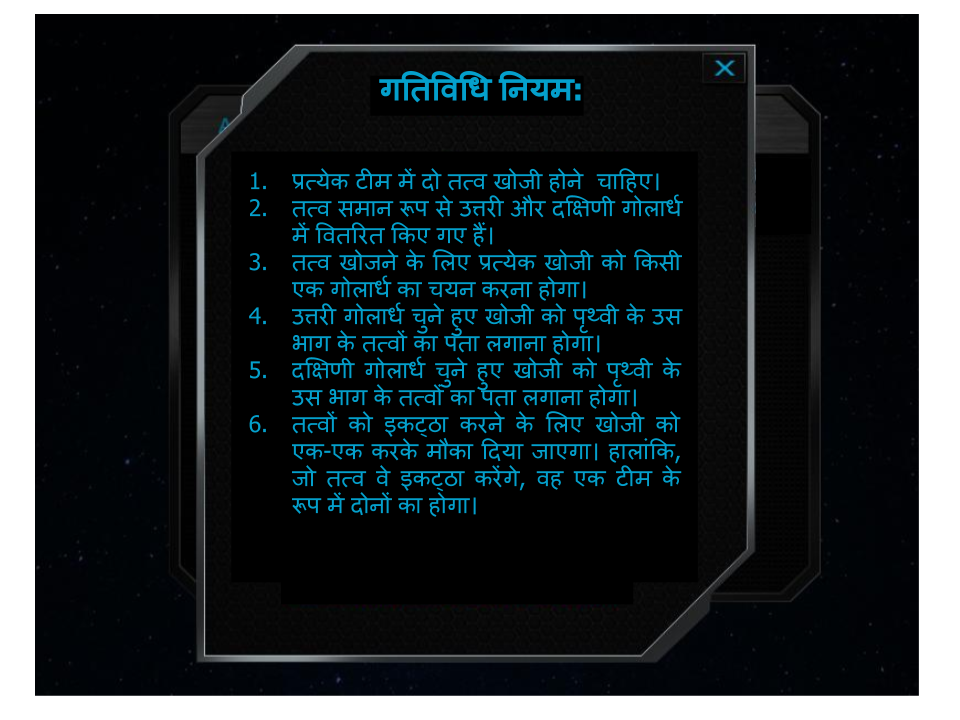 गतिविधि नियम:
1. प्रत्येक टीम में दो तत्व खोजी होने चाहिए।
2. तत्व समान रूप से उत्तरी और दक्षिणी गोलार्ध
में वितरित किए गए हैं।
3. तत्व खोजने के लिए प्रत्येक खोजी को किसी
एक गोलार्ध का चयन करना होगा।
4. उत्तरी गोलार्ध चुने हुए खोजी को पृथ्वी के उस
भाग के तत्वों का पता लगाना होगा।
5. दक्षिणी गोलार्ध चुने हुए खोजी को पृथ्वी के
उस भाग के तत्वों का पता लगाना होगा।
6. तत्वों को इकट्ठा करने के लिए खोजी को
एक-एक करके मौका दिया जाएगा। हालांकि,
जो तत्व वे इकट्ठा करेंगे, वह एक टीम के
रूप में दोनों का होगा।